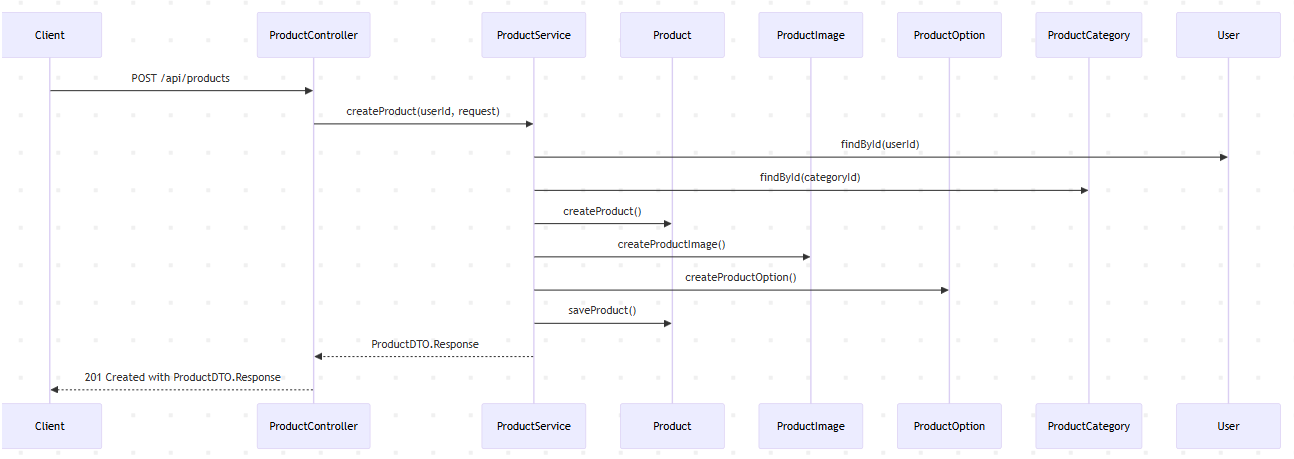 Client
ProductController
ProductService
Product
ProductImage
ProductOption
ProductCategory
User
POST /api/products
createProduct(userId, request)
findById(userId)
findById(categoryId)
createProduct()
createProductImage()
createProductOption()
saveProduct()
ProductDTO.Response
201 Created with ProductDTO.Response
Client
ProductController
ProductService
Product
ProductImage
ProductOption
ProductCategory
User